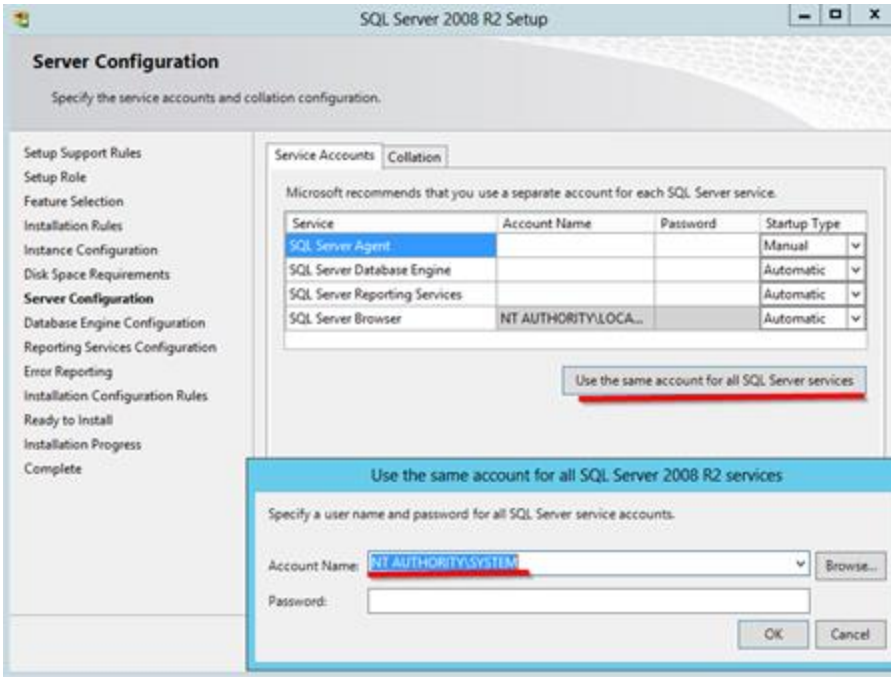 SQL Server 2008 R2 Setup
Server Configuration
Specify the service accounts and collation configuration.
Setup Support Rules
Setup Role
Feature Selection
Installation Rules
Instance Configuration
Disk Space Requirements
Server Configuration
Database Engine Configuration
Reporting Services Configuration
Error Reporting
Installation Configuration Rules
Ready to Install
Installation Progress
Complete
Service Accounts Collation
Microsoft recommends that you use a separate account for each SQL Server service.
Service Account Name Password Startup Type
SQL Server Agent Manual
SQL Server Database Engine Automatic
SQL Server Reporting Services Automatic
SQL Server Browser NT AUTHORITY\LOCA... Automatic
Use the same account for all SQL Server services
Use the same account for all SQL Server 2008 R2 services
Specify a user name and password for all SQL Server service accounts.
Account Name: NT AUTHORITY\SYSTEM Browse...
Password:
OK Cancel